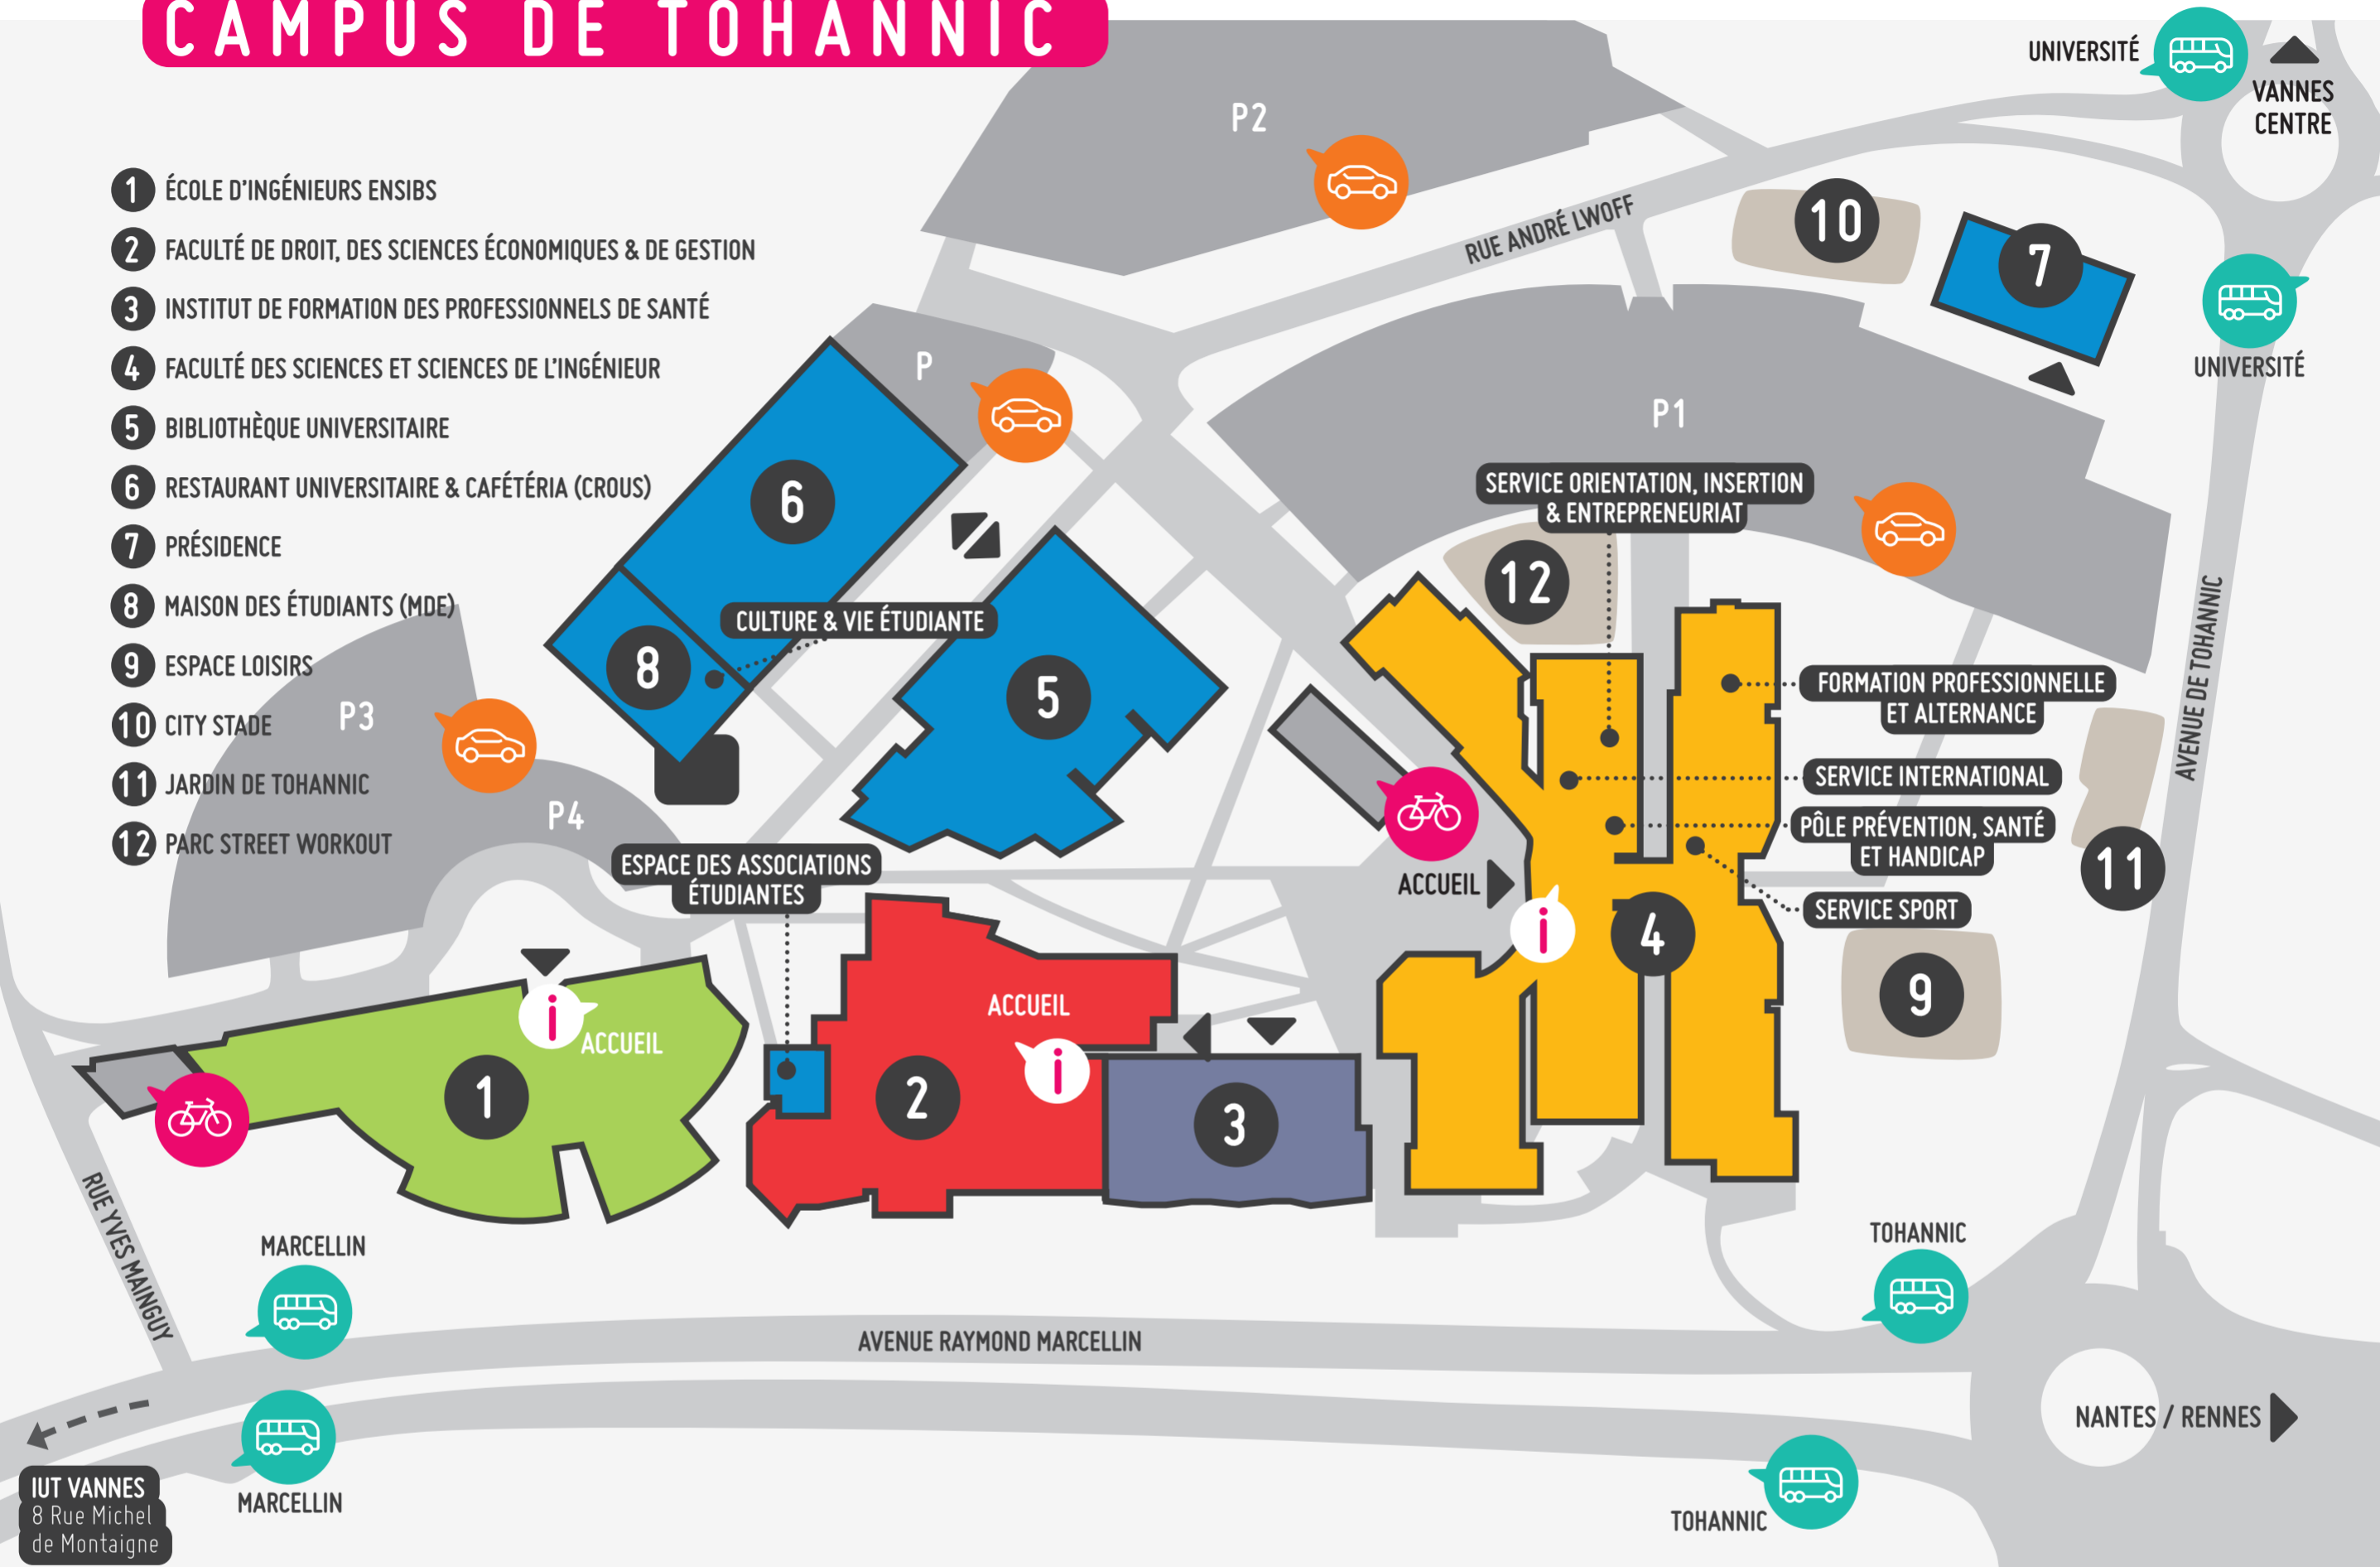 CAMPUS DE TOHANNIC
1 ÉCOLE D'INGÉNIEURS ENSIBS
2 FACULTÉ DE DROIT, DES SCIENCES ÉCONOMIQUES & DE GESTION
3 INSTITUT DE FORMATION DES PROFESSIONNELS DE SANTÉ
4 FACULTÉ DES SCIENCES ET SCIENCES DE L'INGÉNIEUR
5 BIBLIOTHÈQUE UNIVERSITAIRE
6 RESTAURANT UNIVERSITAIRE & CAFÉTÉRIA (CROUS)
7 PRÉSIDENCE
8 MAISON DES ÉTUDIANTS (MDE)
9 ESPACE LOISIRS
10 CITY STADE
11 JARDIN DE TOHANNIC
12 PARC STREET WORKOUT
UNIVERSITÉ
VANNES
CENTRE
P2
RUE ANDRÉ LWOFF
10
7
UNIVERSITÉ
P
P1
6
SERVICE ORIENTATION, INSERTION
& ENTREPRENEURIAT
12
CULTURE & VIE ÉTUDIANTE
8
5
P3
P4
FORMATION PROFESSIONNELLE
ET ALTERNANCE
SERVICE INTERNATIONAL
PÔLE PRÉVENTION, SANTÉ
ET HANDICAP
SERVICE SPORT
AVENUE DE TOHANNIC
11
ESPACE DES ASSOCIATIONS
ÉTUDIANTES
ACCUEIL
i
4
9
i
ACCUEIL
1
ACCUEIL
i
2
3
RUE YVES MAINGUY
MARCELLIN
TOHANNIC
AVENUE RAYMOND MARCELLIN
NANTES / RENNES
MARCELLIN
TOHANNIC
IUT VANNES
8 Rue Michel
de Montaigne